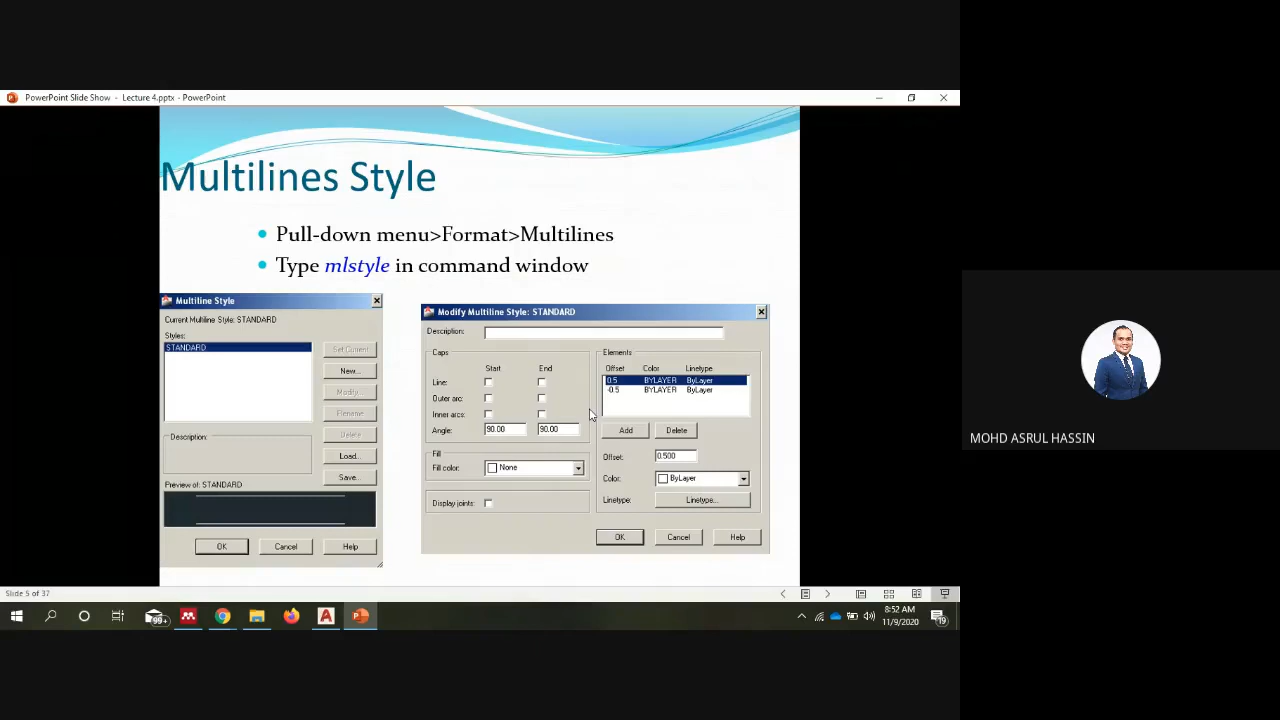 PowerPoint Slide Show - Lecture 4.pptx - PowerPoint
Multilines Style
Pull-down menu>Format>Multilines
Type mlstyle in command window
Multiline Style
Current Multiline Style: STANDARD
Styles:
STANDARD
Set Current
New...
Modify...
Rename
Delete
Load...
Save...
Description:
Preview of: STANDARD
OK
Cancel
Help
Modify Multiline Style: STANDARD
Description:
Caps
Start
End
Line:
Outer arc:
Inner arcs:
Angle:
90.00
90.00
Fill
Fill color:
None
Display joints:
Elements
Offset
Color
Linetype
0.5 BYLAYER ByLayer
-0.5 BYLAYER ByLayer
Add
Delete
Offset:
0.500
Color:
ByLayer
Linetype:
Linetype...
OK
Cancel
Help
MOHD ASRUL HASSIN
Slide 5 of 37
99+
8:52 AM
11/9/2020
19